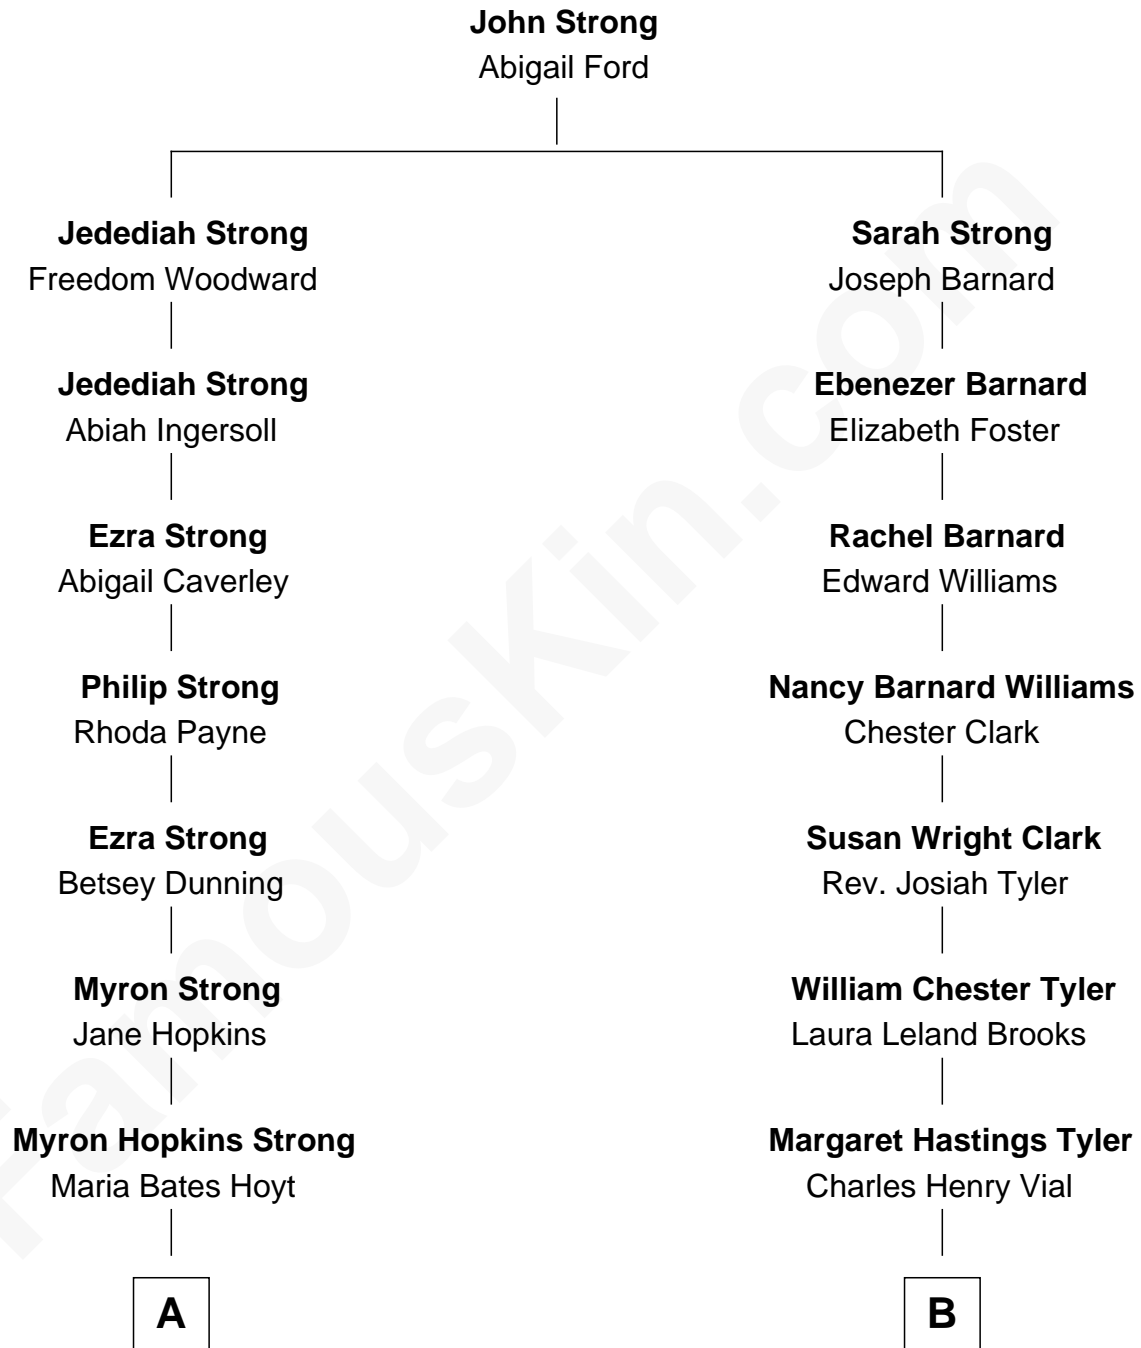 John Strong
Abigail Ford
Jedediah Strong
Freedom Woodward
Jedediah Strong
Abiah Ingersoll
Ezra Strong
Abigail Caverley
Philip Strong
Rhoda Payne
Ezra Strong
Betsey Dunning
Myron Strong
Jane Hopkins
Myron Hopkins Strong
Maria Bates Hoyt
A
Sarah Strong
Joseph Barnard
Ebenezer Barnard
Elizabeth Foster
Rachel Barnard
Edward Williams
Nancy Barnard Williams
Chester Clark
Susan Wright Clark
Rev. Josiah Tyler
William Chester Tyler
Laura Leland Brooks
Margaret Hastings Tyler
Charles Henry Vial
B
FamousKin.com